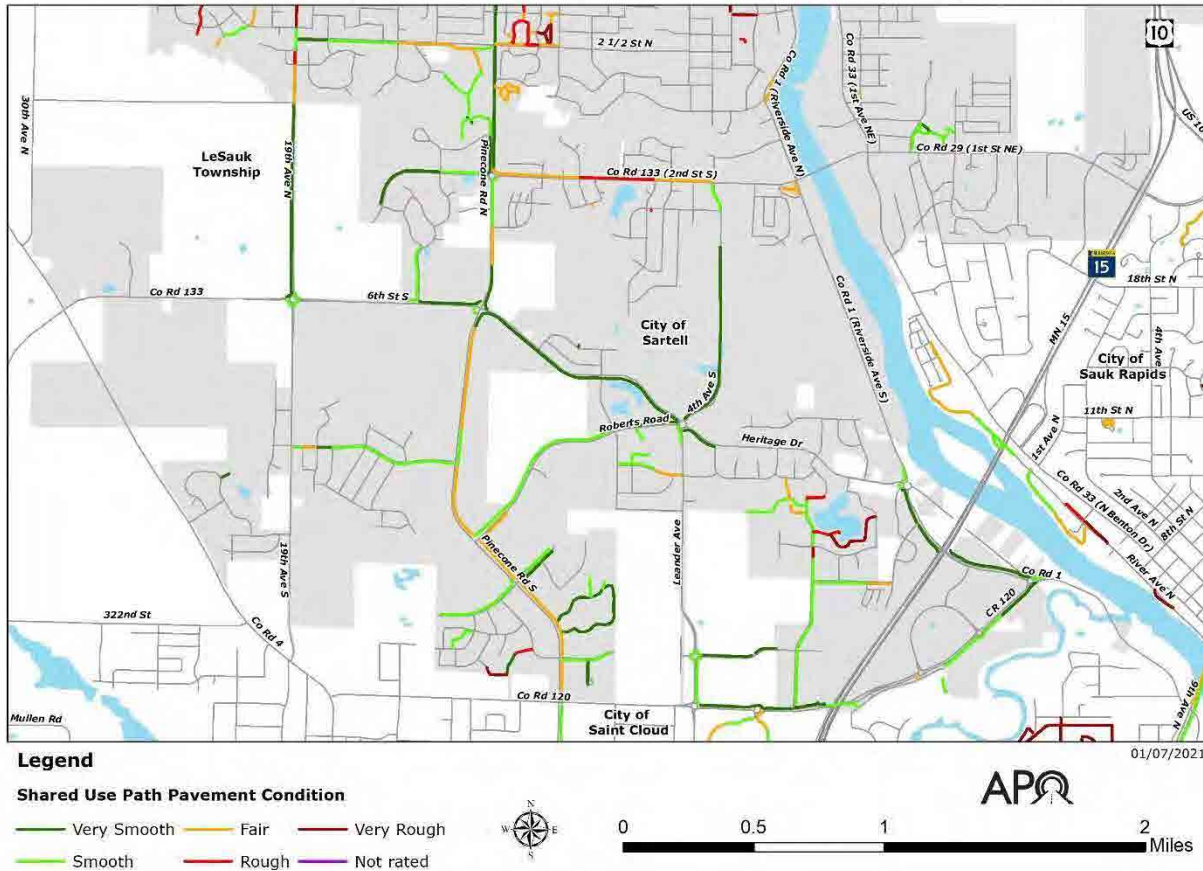 10
2 1/2 St N
Co Rd 1 (Riverside Ave N)
Co Rd 33 (1st Ave NE)
30th Ave N
LeSauk
Township
19th Ave N
Pinecone Rd N
Co Rd 133 (2nd St S)
Co Rd 29 (1st St NE)
15
18th St N
Co Rd 133
6th St S
City of
Sartell
Co Rd 1 (Riverside Ave S)
MN 15
4th Ave N
City of
Sauk Rapids
4th Ave S
Roberts Road
Heritage Dr
11th St N
1st Ave N
Co Rd 33 (N Benton Dr)
2nd Ave N
8th St N
River Ave N
19th Ave S
Pinecone Rd S
Leander Ave
Co Rd 1
CR 120
322nd St
Co Rd 4
Co Rd 120
Mullen Rd
City of
Saint Cloud
9th Ave N
01/07/2021
Legend
Shared Use Path Pavement Condition
Very Smooth
Fair
Very Rough
Smooth
Rough
Not rated
N
W
E
S
0
0.5
1
2
Miles
APO